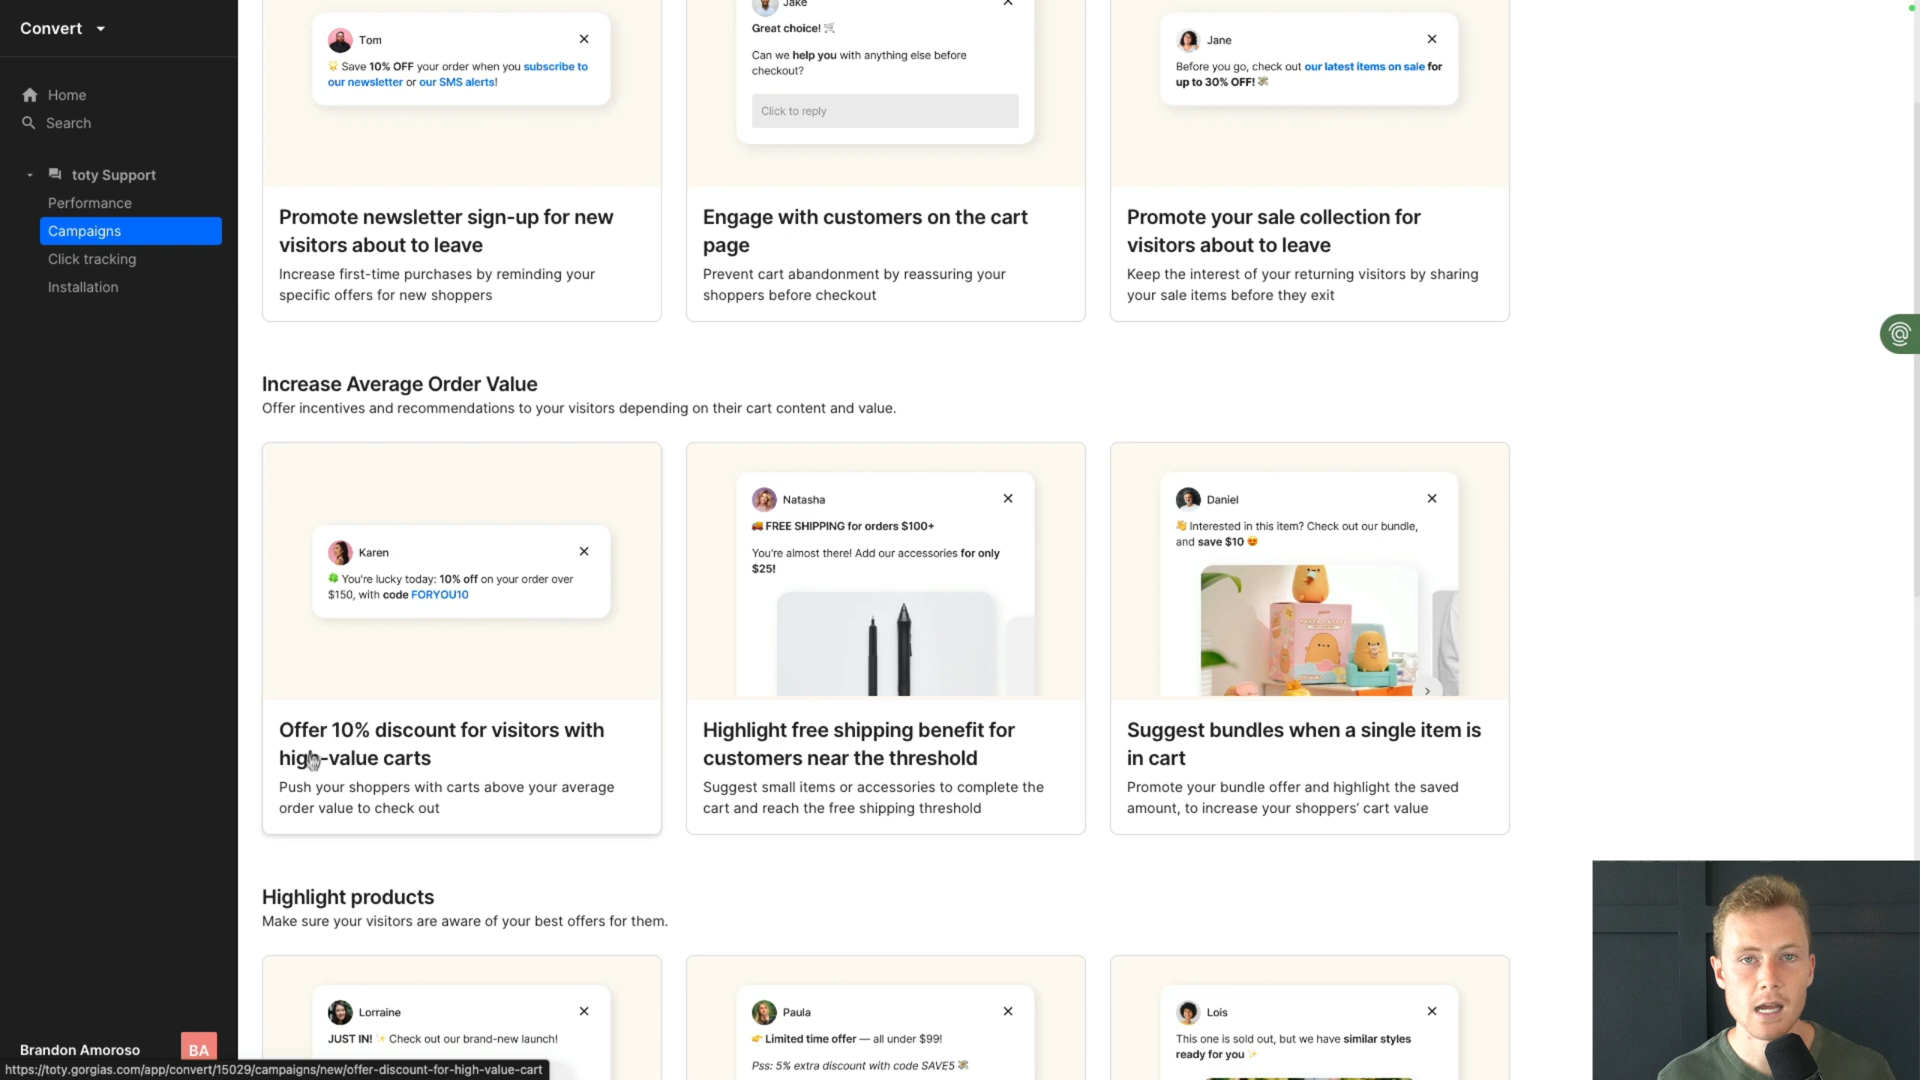 Convert
Home
Search
toty Support
Performance
Campaigns
Click tracking
Installation
Brandon Amoroso
BA
https://toty.gorgias.com/app/convert/15029/campaigns/new/offer-discount-for-high-value-cart
Tom
Save 10% OFF your order when you subscribe to
our newsletter or our SMS alerts!
Promote newsletter sign-up for new
visitors about to leave
Increase first-time purchases by reminding your
specific offers for new shoppers
Jake
Great choice!
Can we help you with anything else before
checkout?
Click to reply
Engage with customers on the cart
page
Prevent cart abandonment by reassuring your
shoppers before checkout
Jane
Before you go, check out our latest items on sale for
up to 30% OFF!
Promote your sale collection for
visitors about to leave
Keep the interest of your returning visitors by sharing
your sale items before they exit
Increase Average Order Value
Offer incentives and recommendations to your visitors depending on their cart content and value.
Karen
You're lucky today: 10% off on your order over
$150, with code FORYOU10
Offer 10% discount for visitors with
high-value carts
Push your shoppers with carts above your average
order value to check out
Natasha
FREE SHIPPING for orders $100+
You're almost there! Add our accessories for only
$25!
Highlight free shipping benefit for
customers near the threshold
Suggest small items or accessories to complete the
cart and reach the free shipping threshold
Daniel
Interested in this item? Check out our bundle,
and save $10
Suggest bundles when a single item is
in cart
Promote your bundle offer and highlight the saved
amount, to increase your shoppers' cart value
Highlight products
Make sure your visitors are aware of your best offers for them.
Lorraine
JUST IN! Check out our brand-new launch!
Paula
Limited time offer — all under $99!
Pss: 5% extra discount with code SAVE5
Lois
This one is sold out, but we have similar styles
ready for you